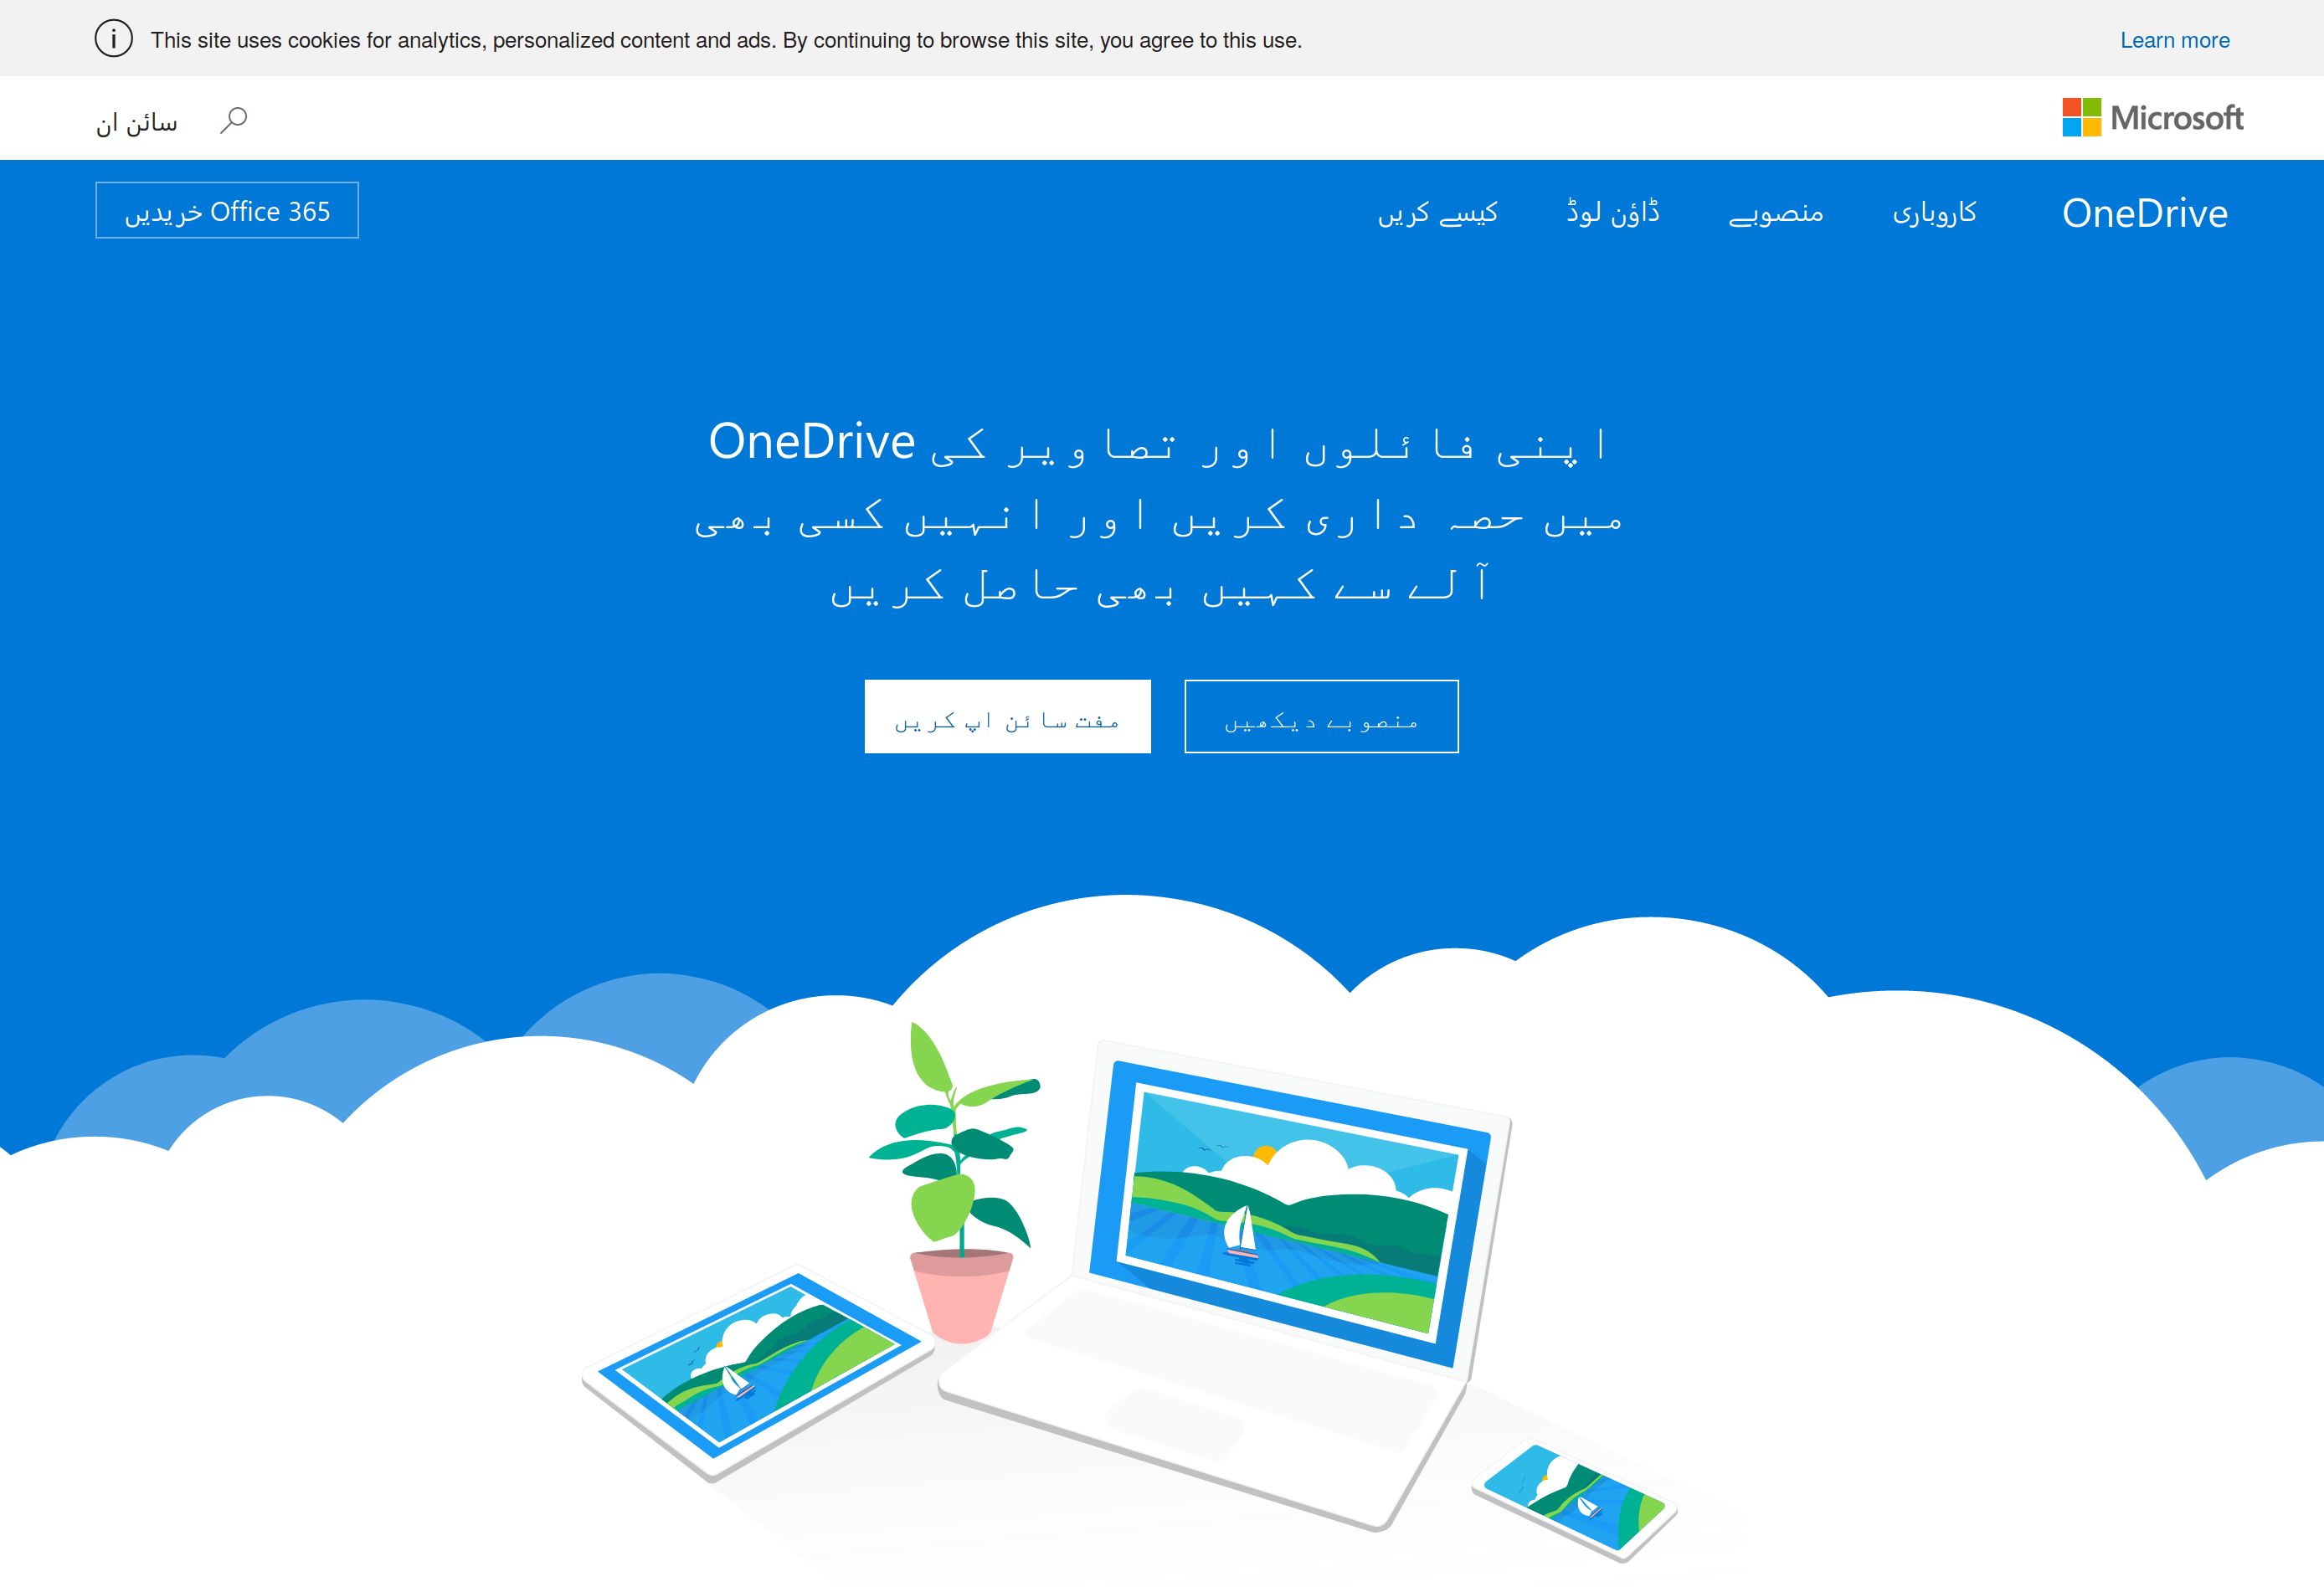 This site uses cookies for analytics, personalized content and ads. By continuing to browse this site, you agree to this use.
Learn more
Microsoft
سائن ان
OneDrive
کاروباری
منصوبے
ڈاؤن لوڈ
کیسے کریں
Office 365 خریدیں
اپنی فائلوں اور تصاویر کی OneDrive
میں حصہ داری کریں اور انہیں کسی بھی
آلے سے کہیں بھی حاصل کریں
منصوبے دیکھیں
مفت سائن اپ کریں